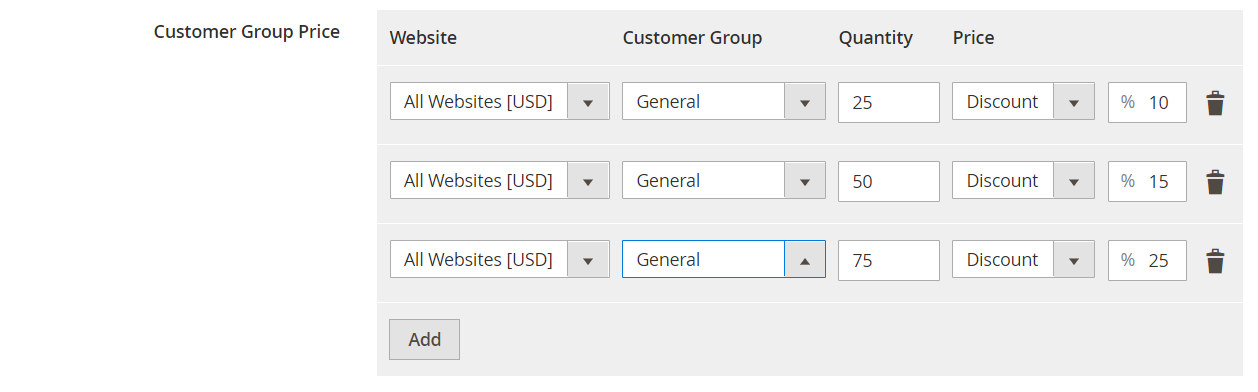 Customer Group Price
Website Customer Group Quantity Price
All Websites [USD] General 25 Discount % 10
All Websites [USD] General 50 Discount % 15
All Websites [USD] General 75 Discount % 25
Add